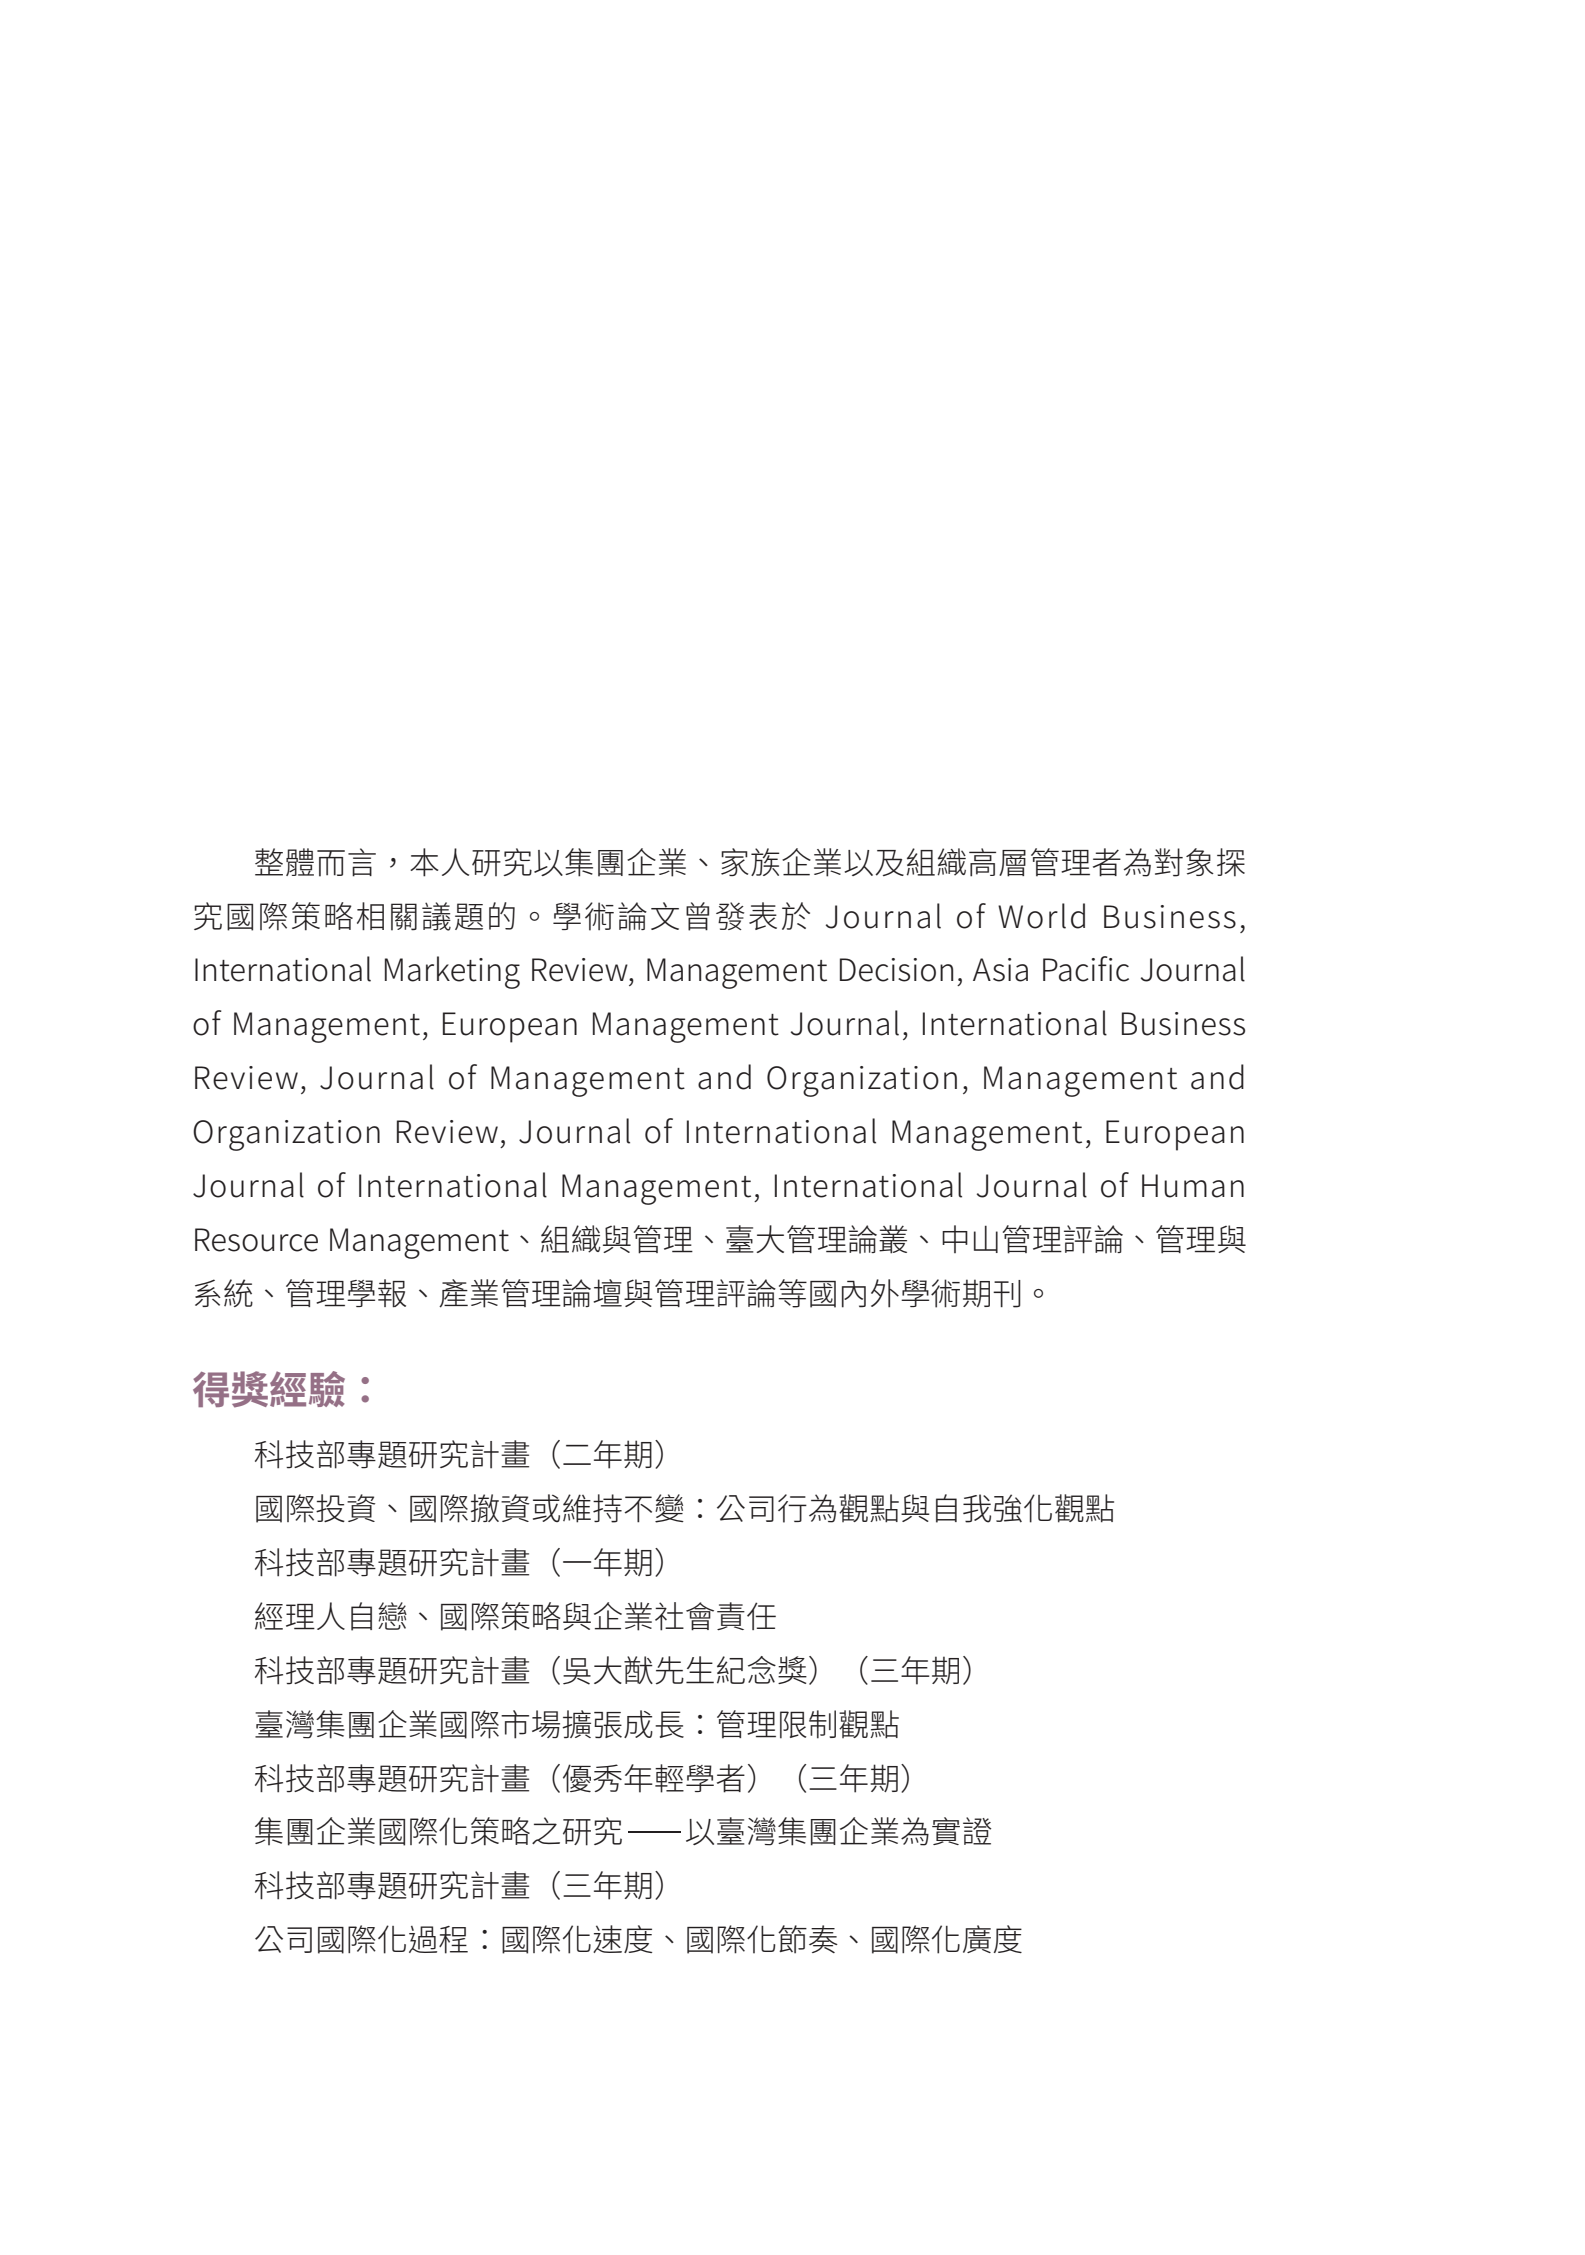 整體而言，本人研究以集團企業、家族企業以及組織高層管理者為對象探
究國際策略相關議題的。學術論文曾發表於 Journal of World Business,
International Marketing Review, Management Decision, Asia Pacific Journal
of Management, European Management Journal, International Business
Review, Journal of Management and Organization, Management and
Organization Review, Journal of International Management, European
Journal of International Management, International Journal of Human
Resource Management、組織與管理、臺大管理論叢、中山管理評論、管理與
系統、管理學報、產業管理論壇與管理評論等國內外學術期刊。
得獎經驗：
科技部專題研究計畫（二年期）
國際投資、國際撤資或維持不變：公司行為觀點與自我強化觀點
科技部專題研究計畫（一年期）
經理人自戀、國際策略與企業社會責任
科技部專題研究計畫（吳大猷先生紀念獎）（三年期）
臺灣集團企業國際市場擴張成長：管理限制觀點
科技部專題研究計畫（優秀年輕學者）（三年期）
集團企業國際化策略之研究——以臺灣集團企業為實證
科技部專題研究計畫（三年期）
公司國際化過程：國際化速度、國際化節奏、國際化廣度